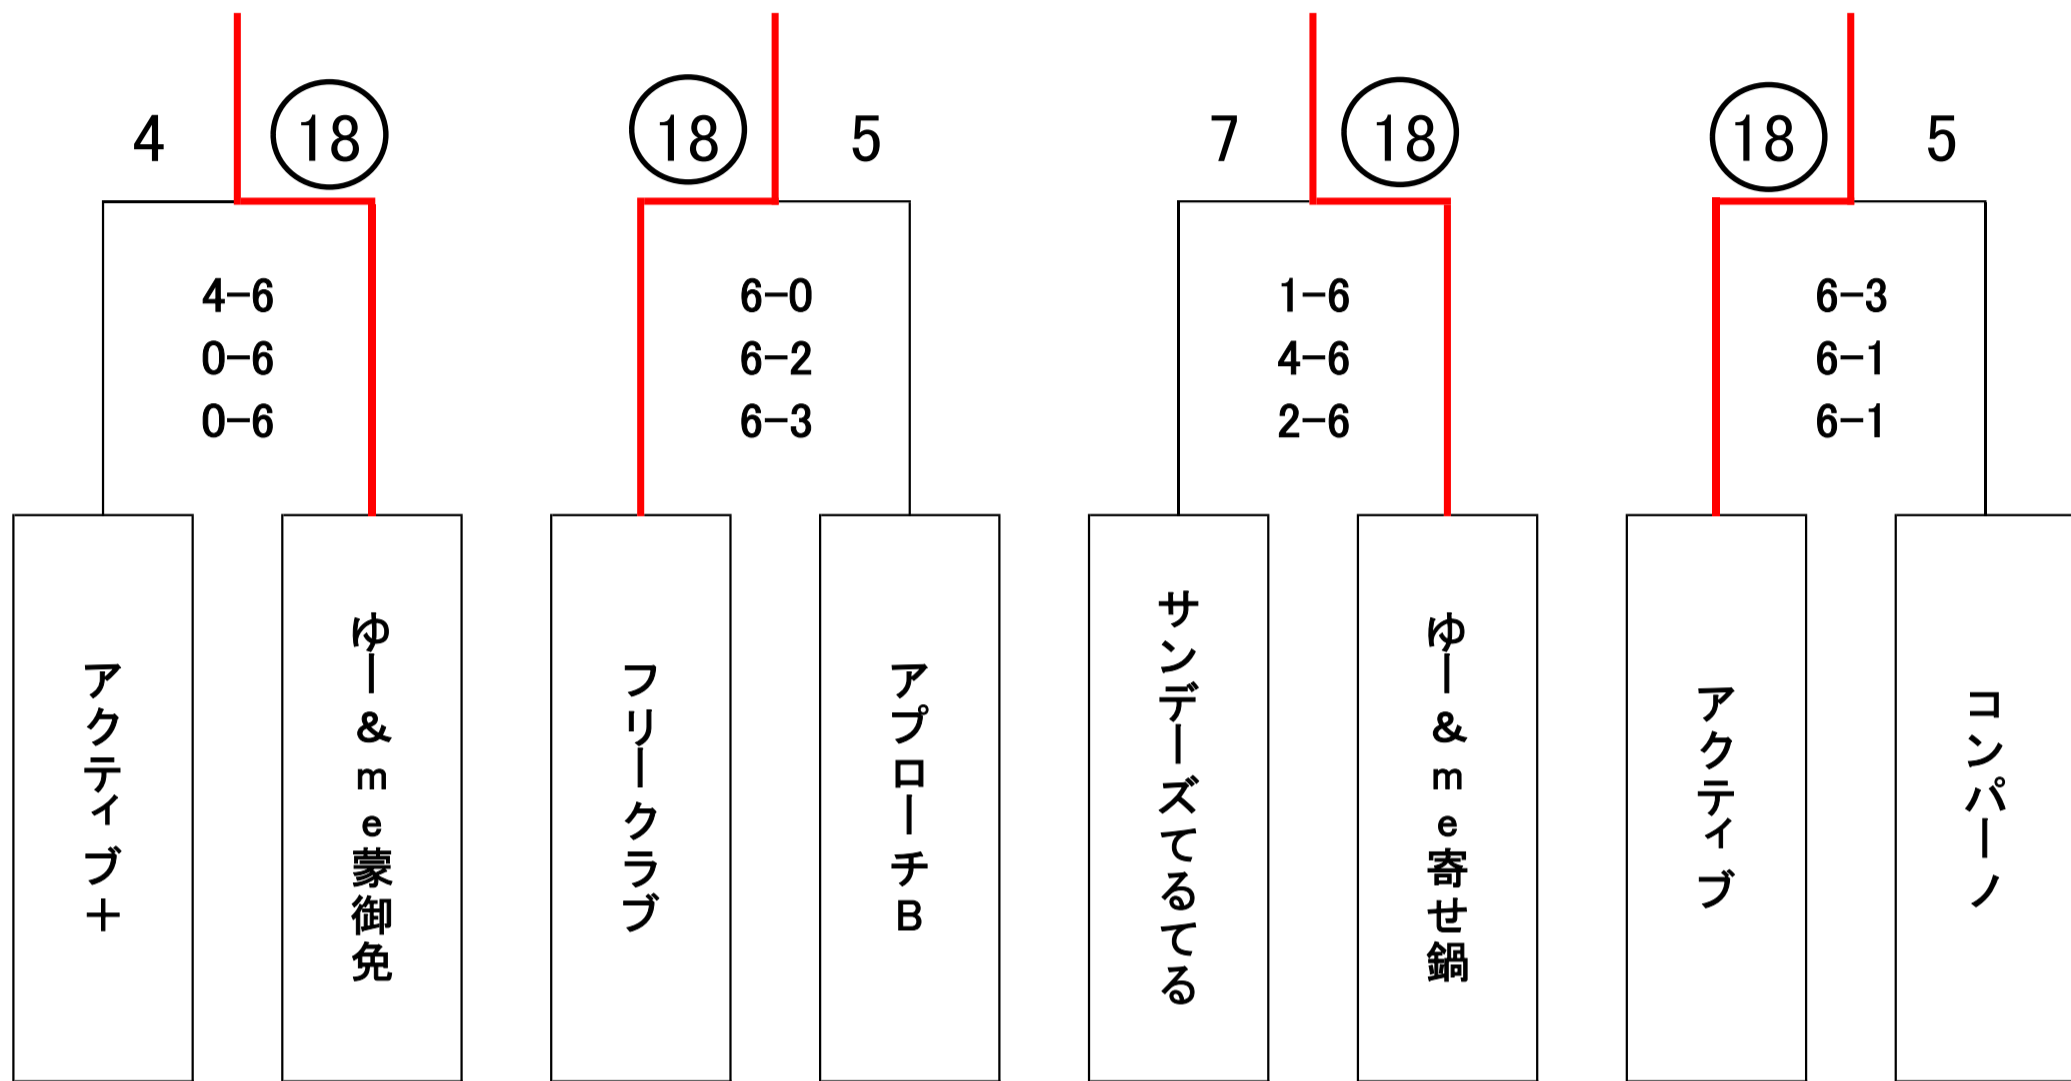 4
18
18
5
7
18
18
5
4-6
0-6
0-6
6-0
6-2
6-3
1-6
4-6
2-6
6-3
6-1
6-1
アクティブ＋
ゆー&me蒙御免
フリークラブ
アプローチB
サンデーズてるてる
ゆー&me寄せ鍋
アクティブ
コンパーノ